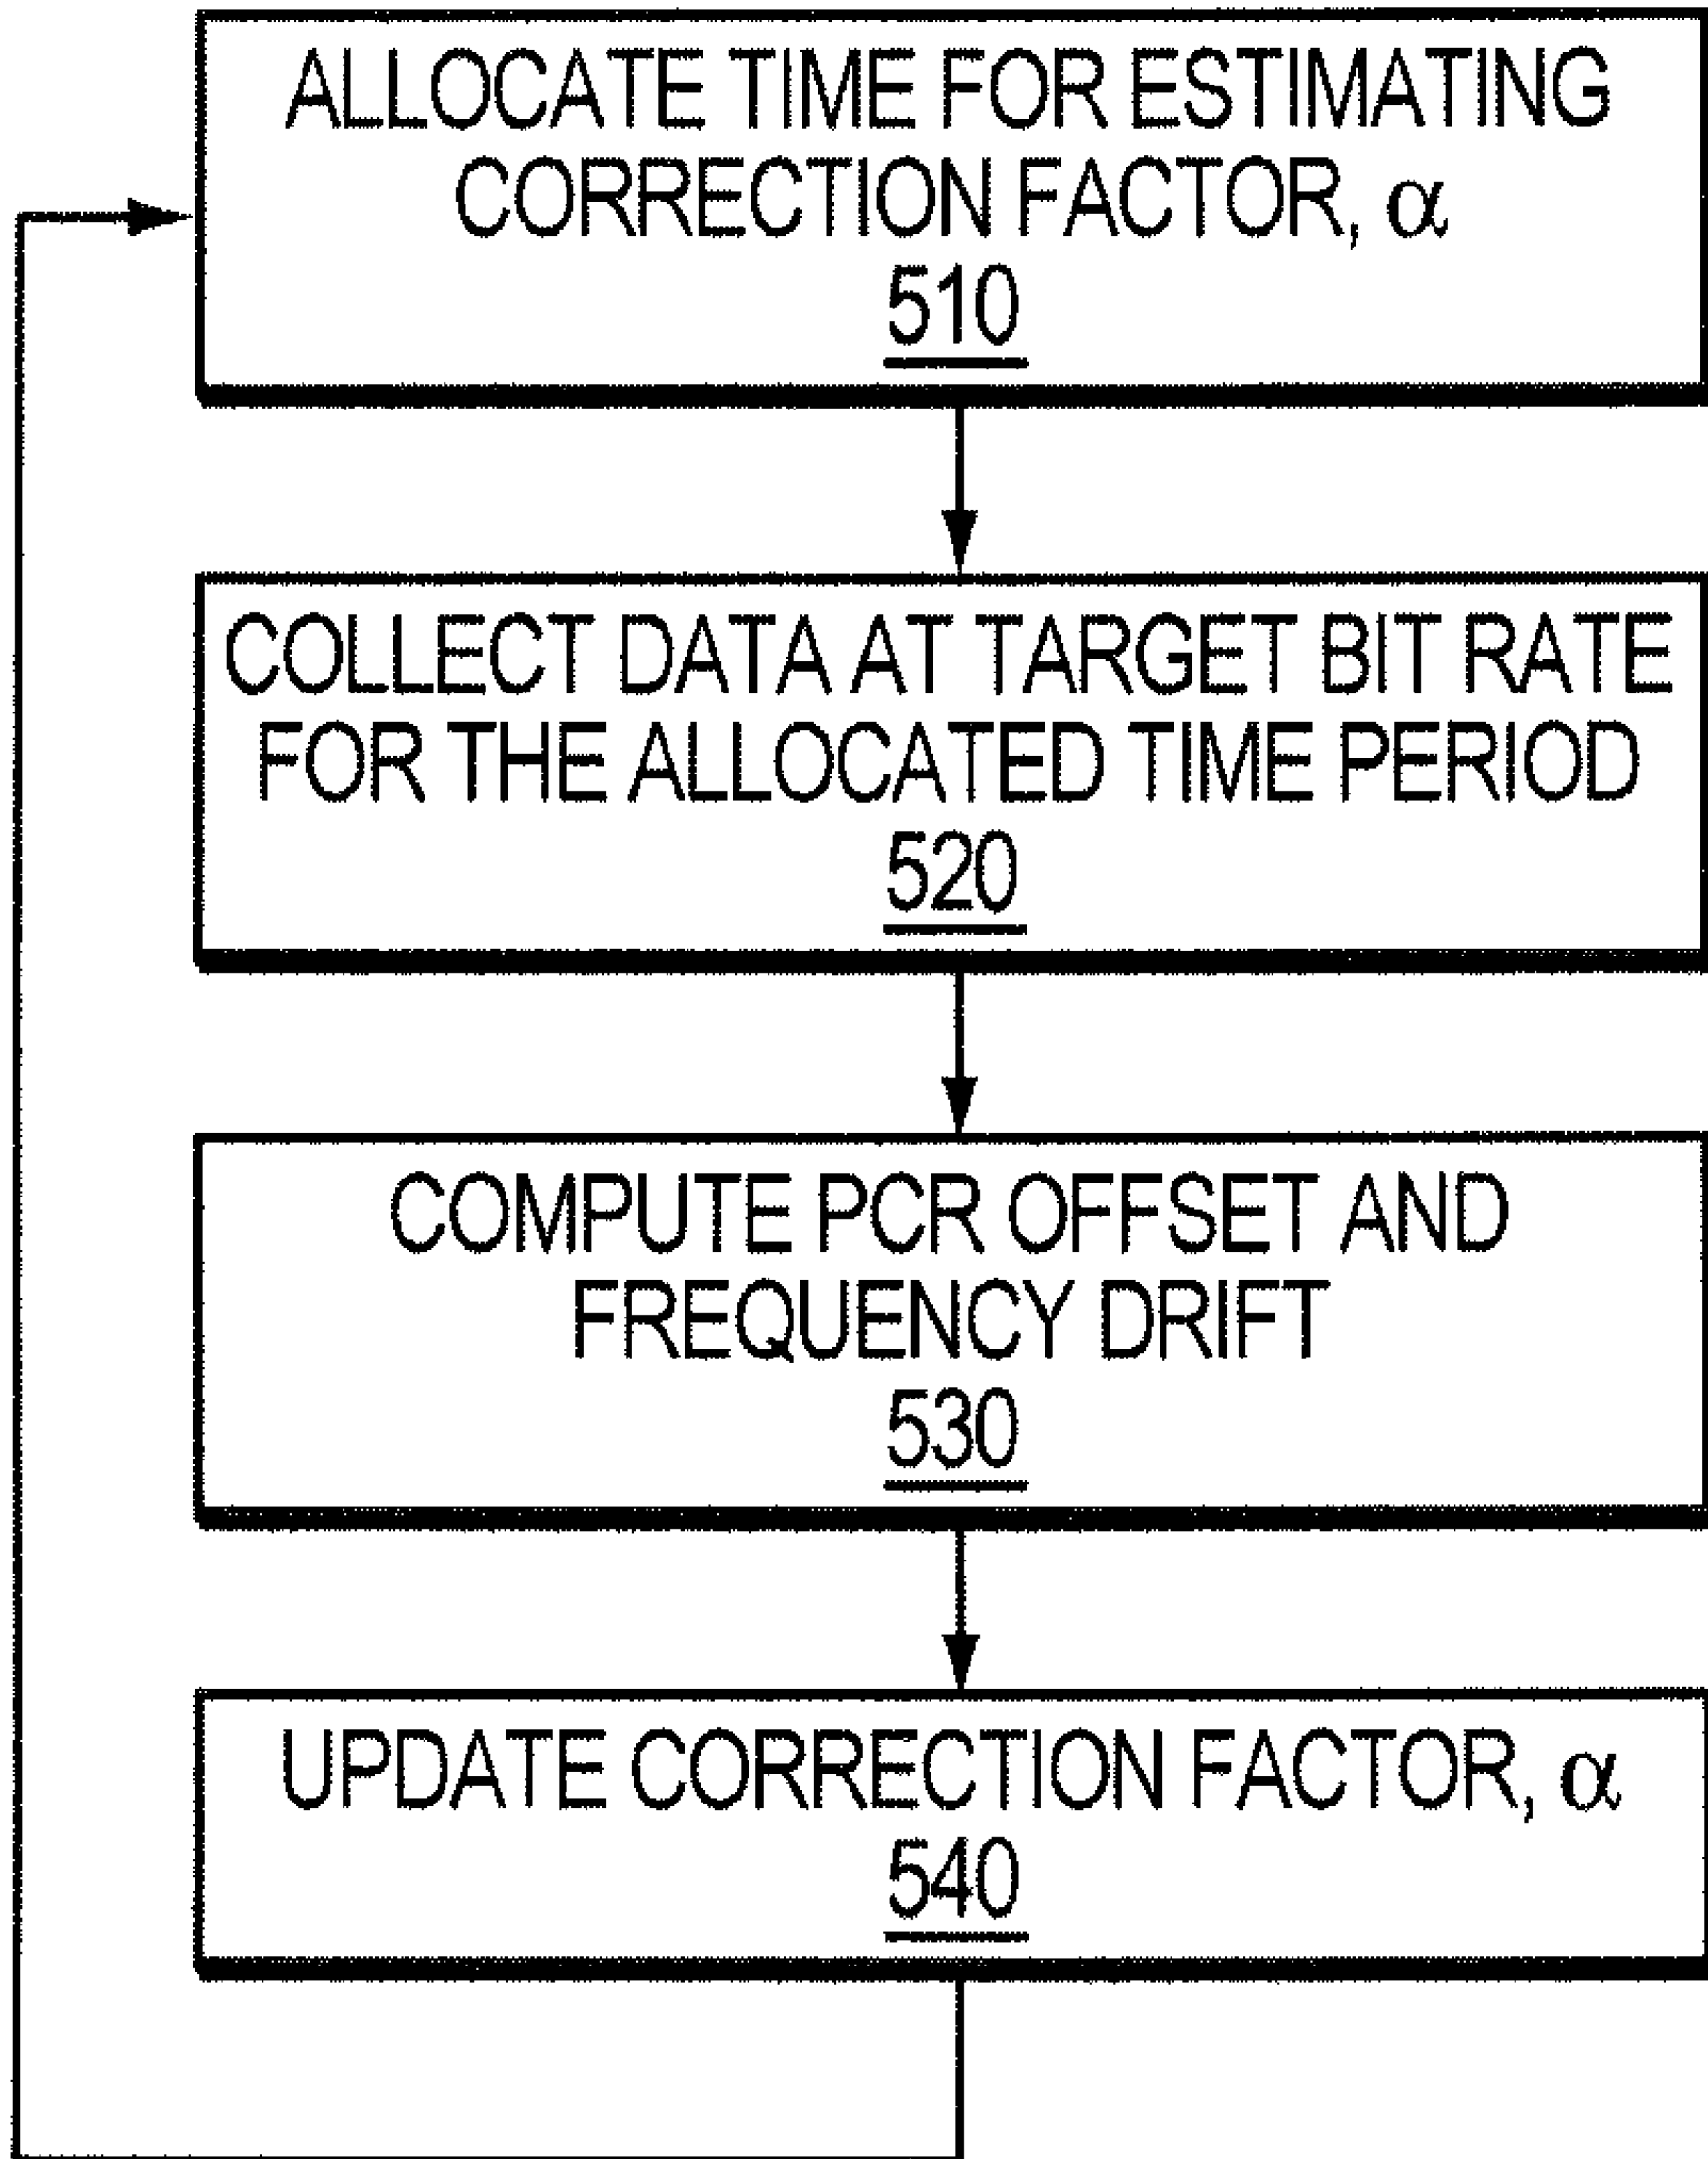 ALLOCATE TIME FOR ESTIMATING
CORRECTION FACTOR, α
510
COLLECT DATA AT TARGET BIT RATE
FOR THE ALLOCATED TIME PERIOD
520
COMPUTE PCR OFFSET AND
FREQUENCY DRIFT
530
UPDATE CORRECTION FACTOR, α
540